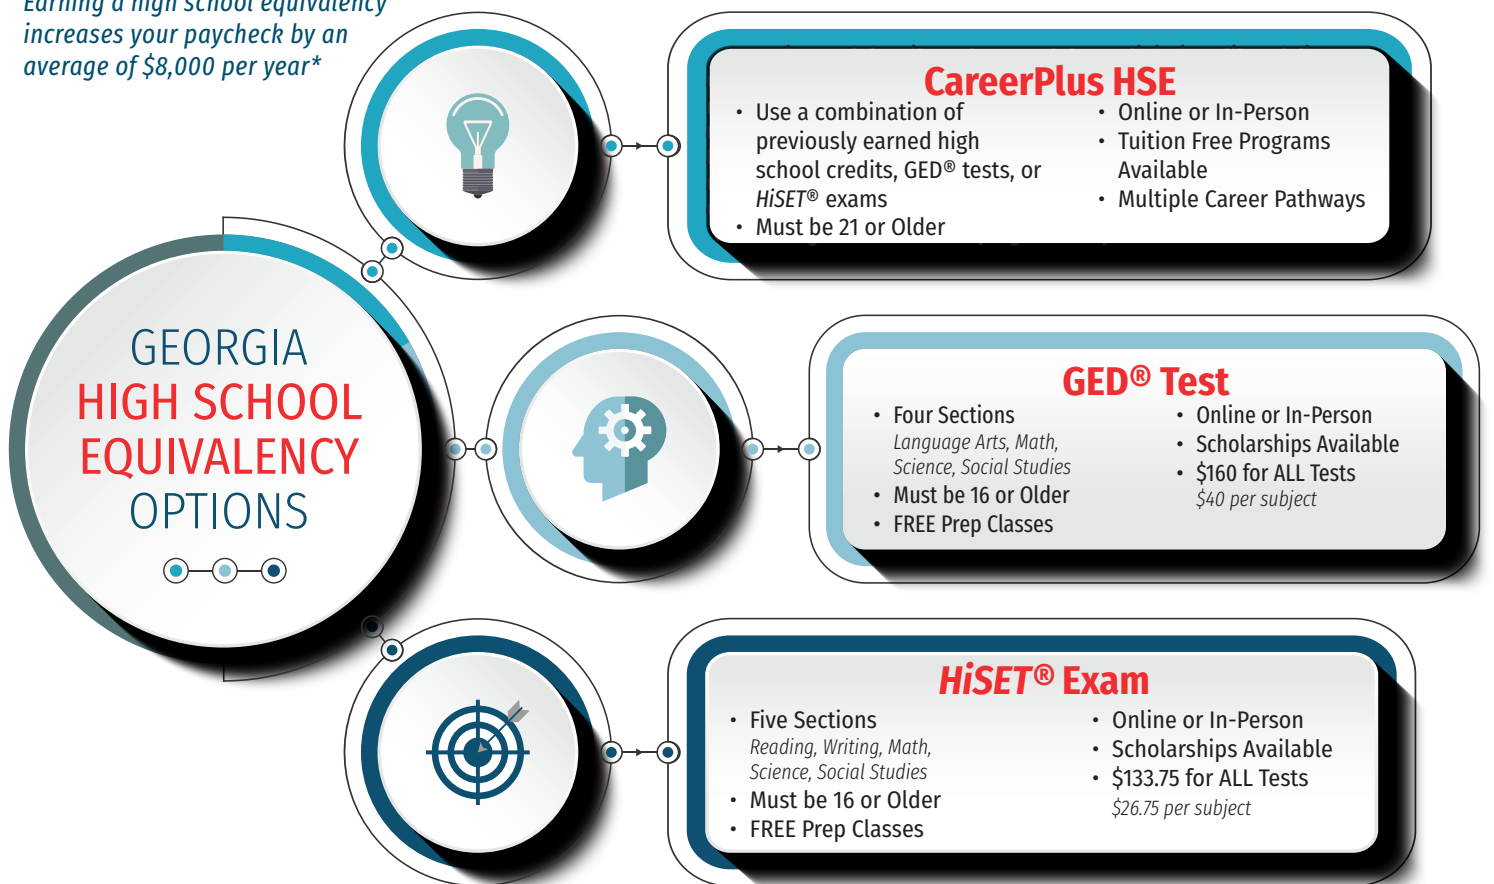 Earning a high school equivalency
increases your paycheck by an
average of $8,000 per year*
GEORGIA
HIGH SCHOOL
EQUIVALENCY
OPTIONS
CareerPlus HSE
• Use a combination of
previously earned high
school credits, GED® tests, or
HiSET® exams
• Must be 21 or Older
• Online or In-Person
• Tuition Free Programs
Available
• Multiple Career Pathways
GED® Test
• Four Sections
Language Arts, Math,
Science, Social Studies
• Must be 16 or Older
• FREE Prep Classes
• Online or In-Person
• Scholarships Available
• $160 for ALL Tests
$40 per subject
HiSET® Exam
• Five Sections
Reading, Writing, Math,
Science, Social Studies
• Must be 16 or Older
• FREE Prep Classes
• Online or In-Person
• Scholarships Available
• $133.75 for ALL Tests
$26.75 per subject